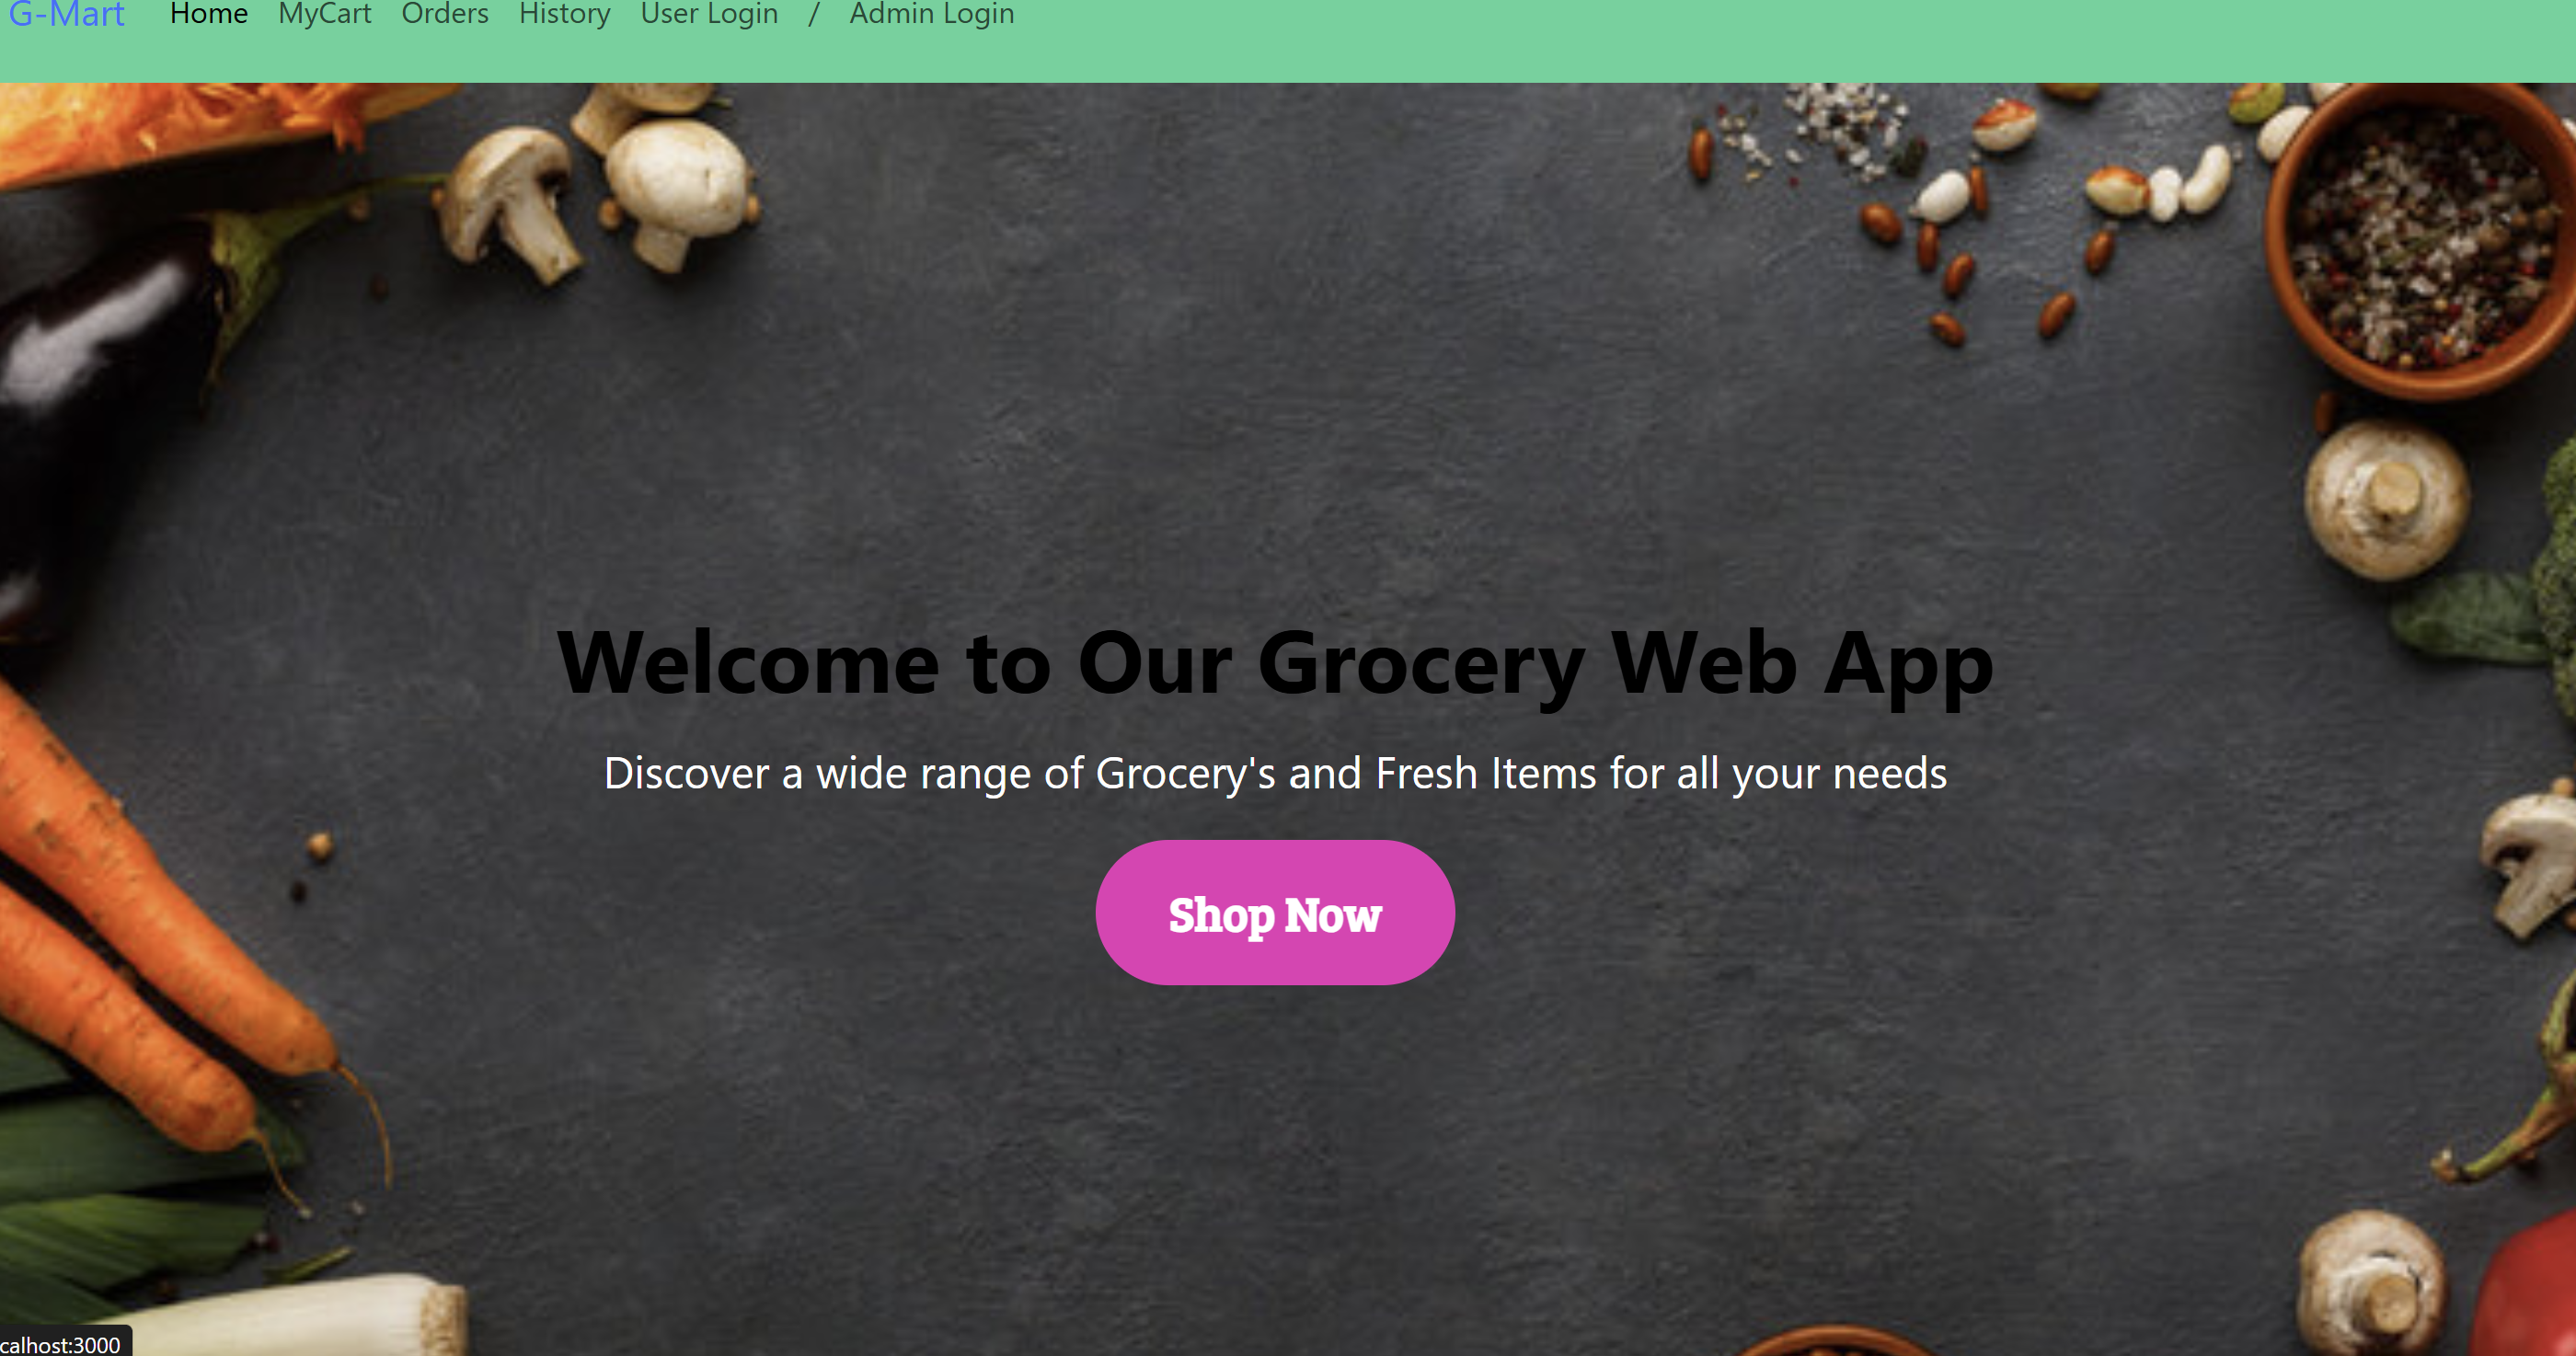 G-Mart Home MyCart Orders History User Login / Admin Login
Welcome to Our Grocery Web App
Discover a wide range of Grocery's and Fresh Items for all your needs
Shop Now
calhost:3000